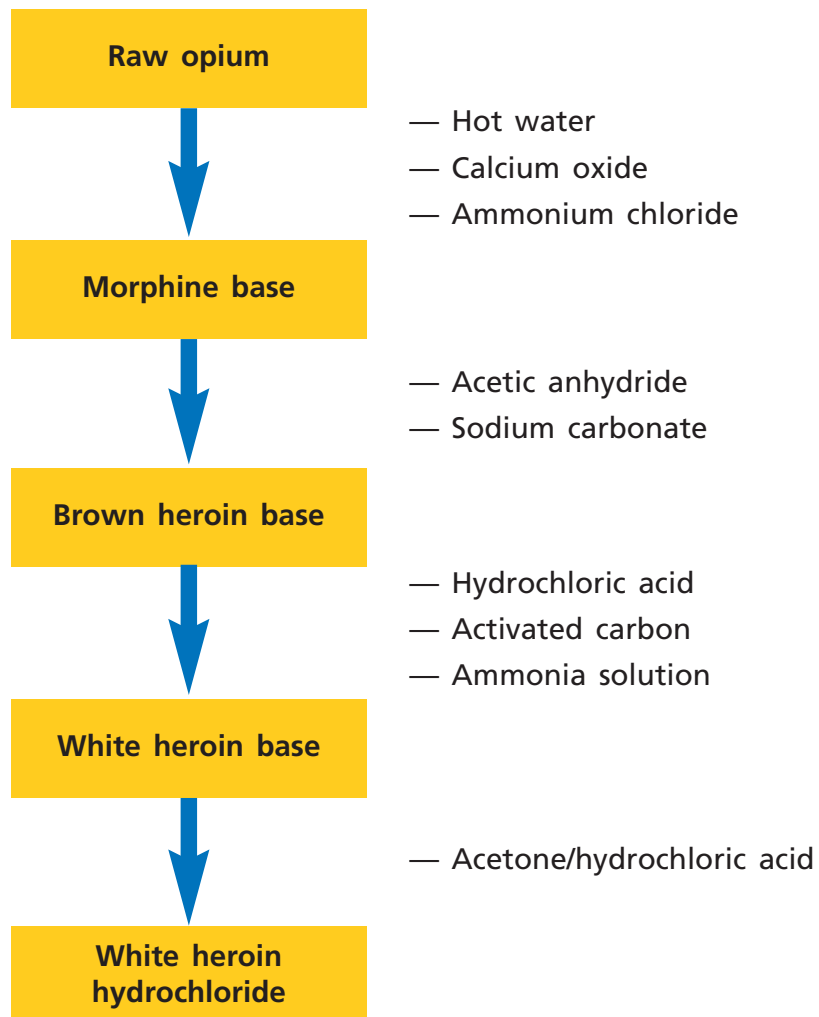 Raw opium
— Hot water
— Calcium oxide
— Ammonium chloride
Morphine base
— Acetic anhydride
— Sodium carbonate
Brown heroin base
— Hydrochloric acid
— Activated carbon
— Ammonia solution
White heroin base
— Acetone/hydrochloric acid
White heroin
hydrochloride